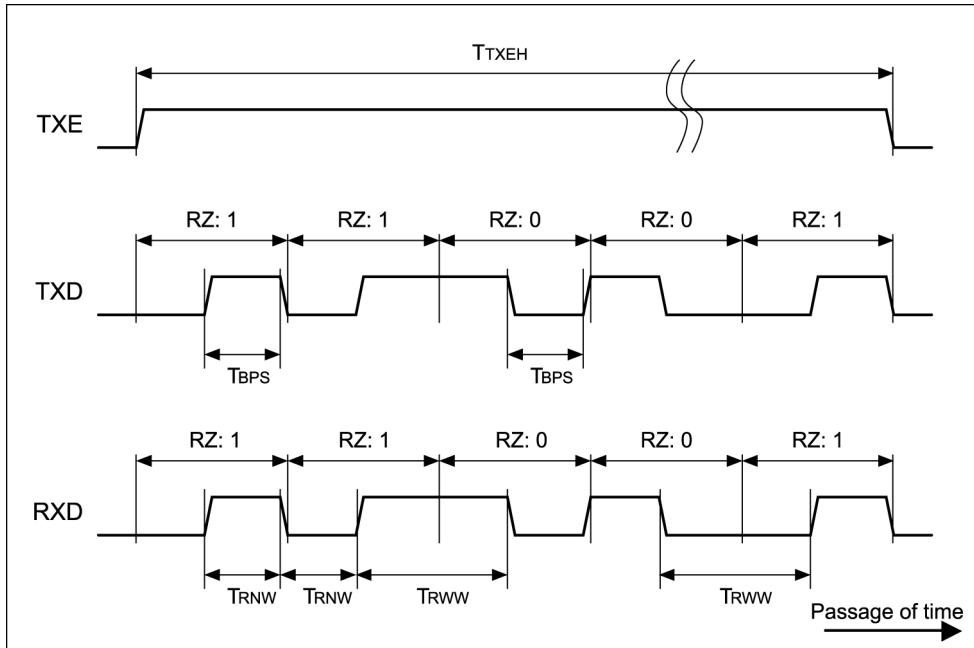 TTXEH
TXE
RZ: 1 RZ: 1 RZ: 0 RZ: 0 RZ: 1
TXD
TBPS TBPS
RZ: 1 RZ: 1 RZ: 0 RZ: 0 RZ: 1
RXD
TRNW TRNW TRWW TRWW
Passage of time